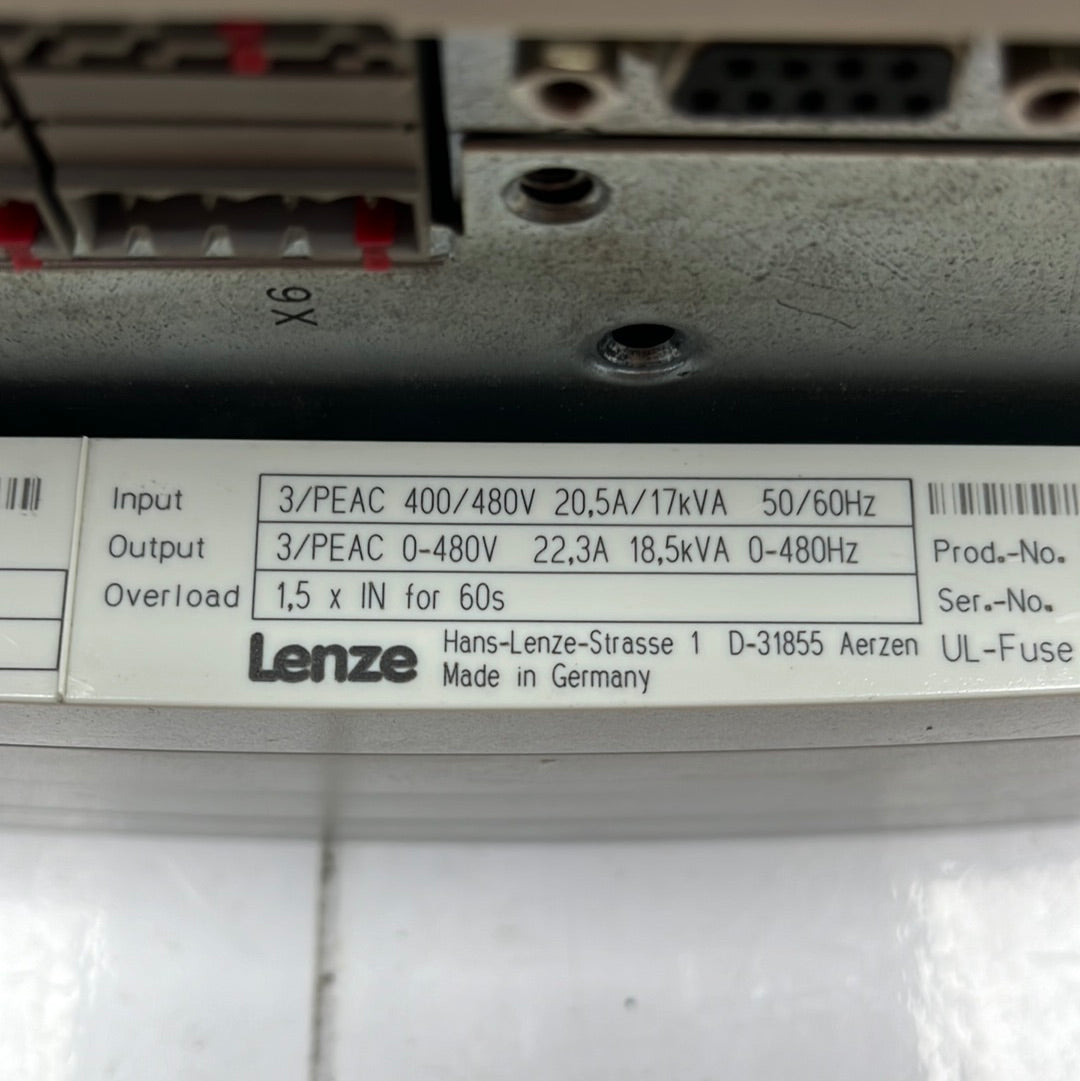 X6
Input 3/PEAC 400/480V 20,5A/17kVA 50/60Hz
Output 3/PEAC 0-480V 22,3A 18,5kVA 0-480Hz Prod.-No.
Overload 1,5 x IN for 60s Ser.-No.
Lenze Hans-Lenze-Strasse 1 D-31855 Aerzen UL-Fuse
Made in Germany